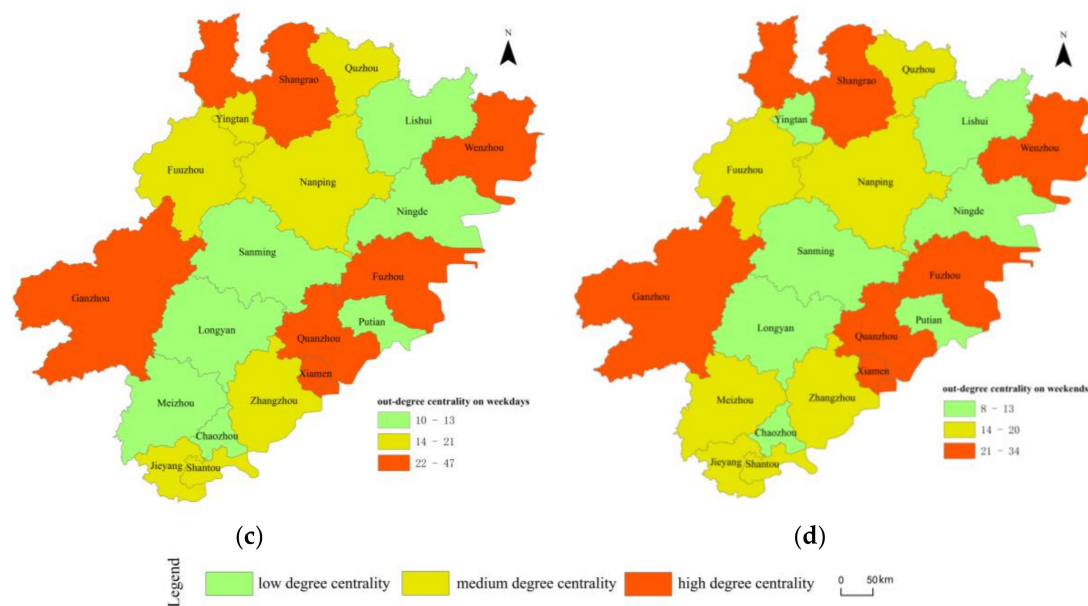 N
Shangrao
Quzhou
Yingtan
Lishui
Wenzhou
Fuuzhou
Nanping
Ningde
Sanming
Fuzhou
Ganzhou
Longyan
Putian
Quanzhou
Xiamen
Meizhou
Zhangzhou
Chaozhou
Jieyang
Shantou
out-degree centrality on weekdays
10 - 13
14 - 21
22 - 47
(c)
N
Shangrao
Quzhou
Yingtan
Lishui
Wenzhou
Fuuzhou
Nanping
Ningde
Sanming
Fuzhou
Ganzhou
Longyan
Putian
Quanzhou
Xiamen
Meizhou
Zhangzhou
Chaozhou
Jieyang
Shantou
out-degree centrality on weekends
8 - 13
14 - 20
21 - 34
(d)
Legend
low degree centrality
medium degree centrality
high degree centrality
0 50km